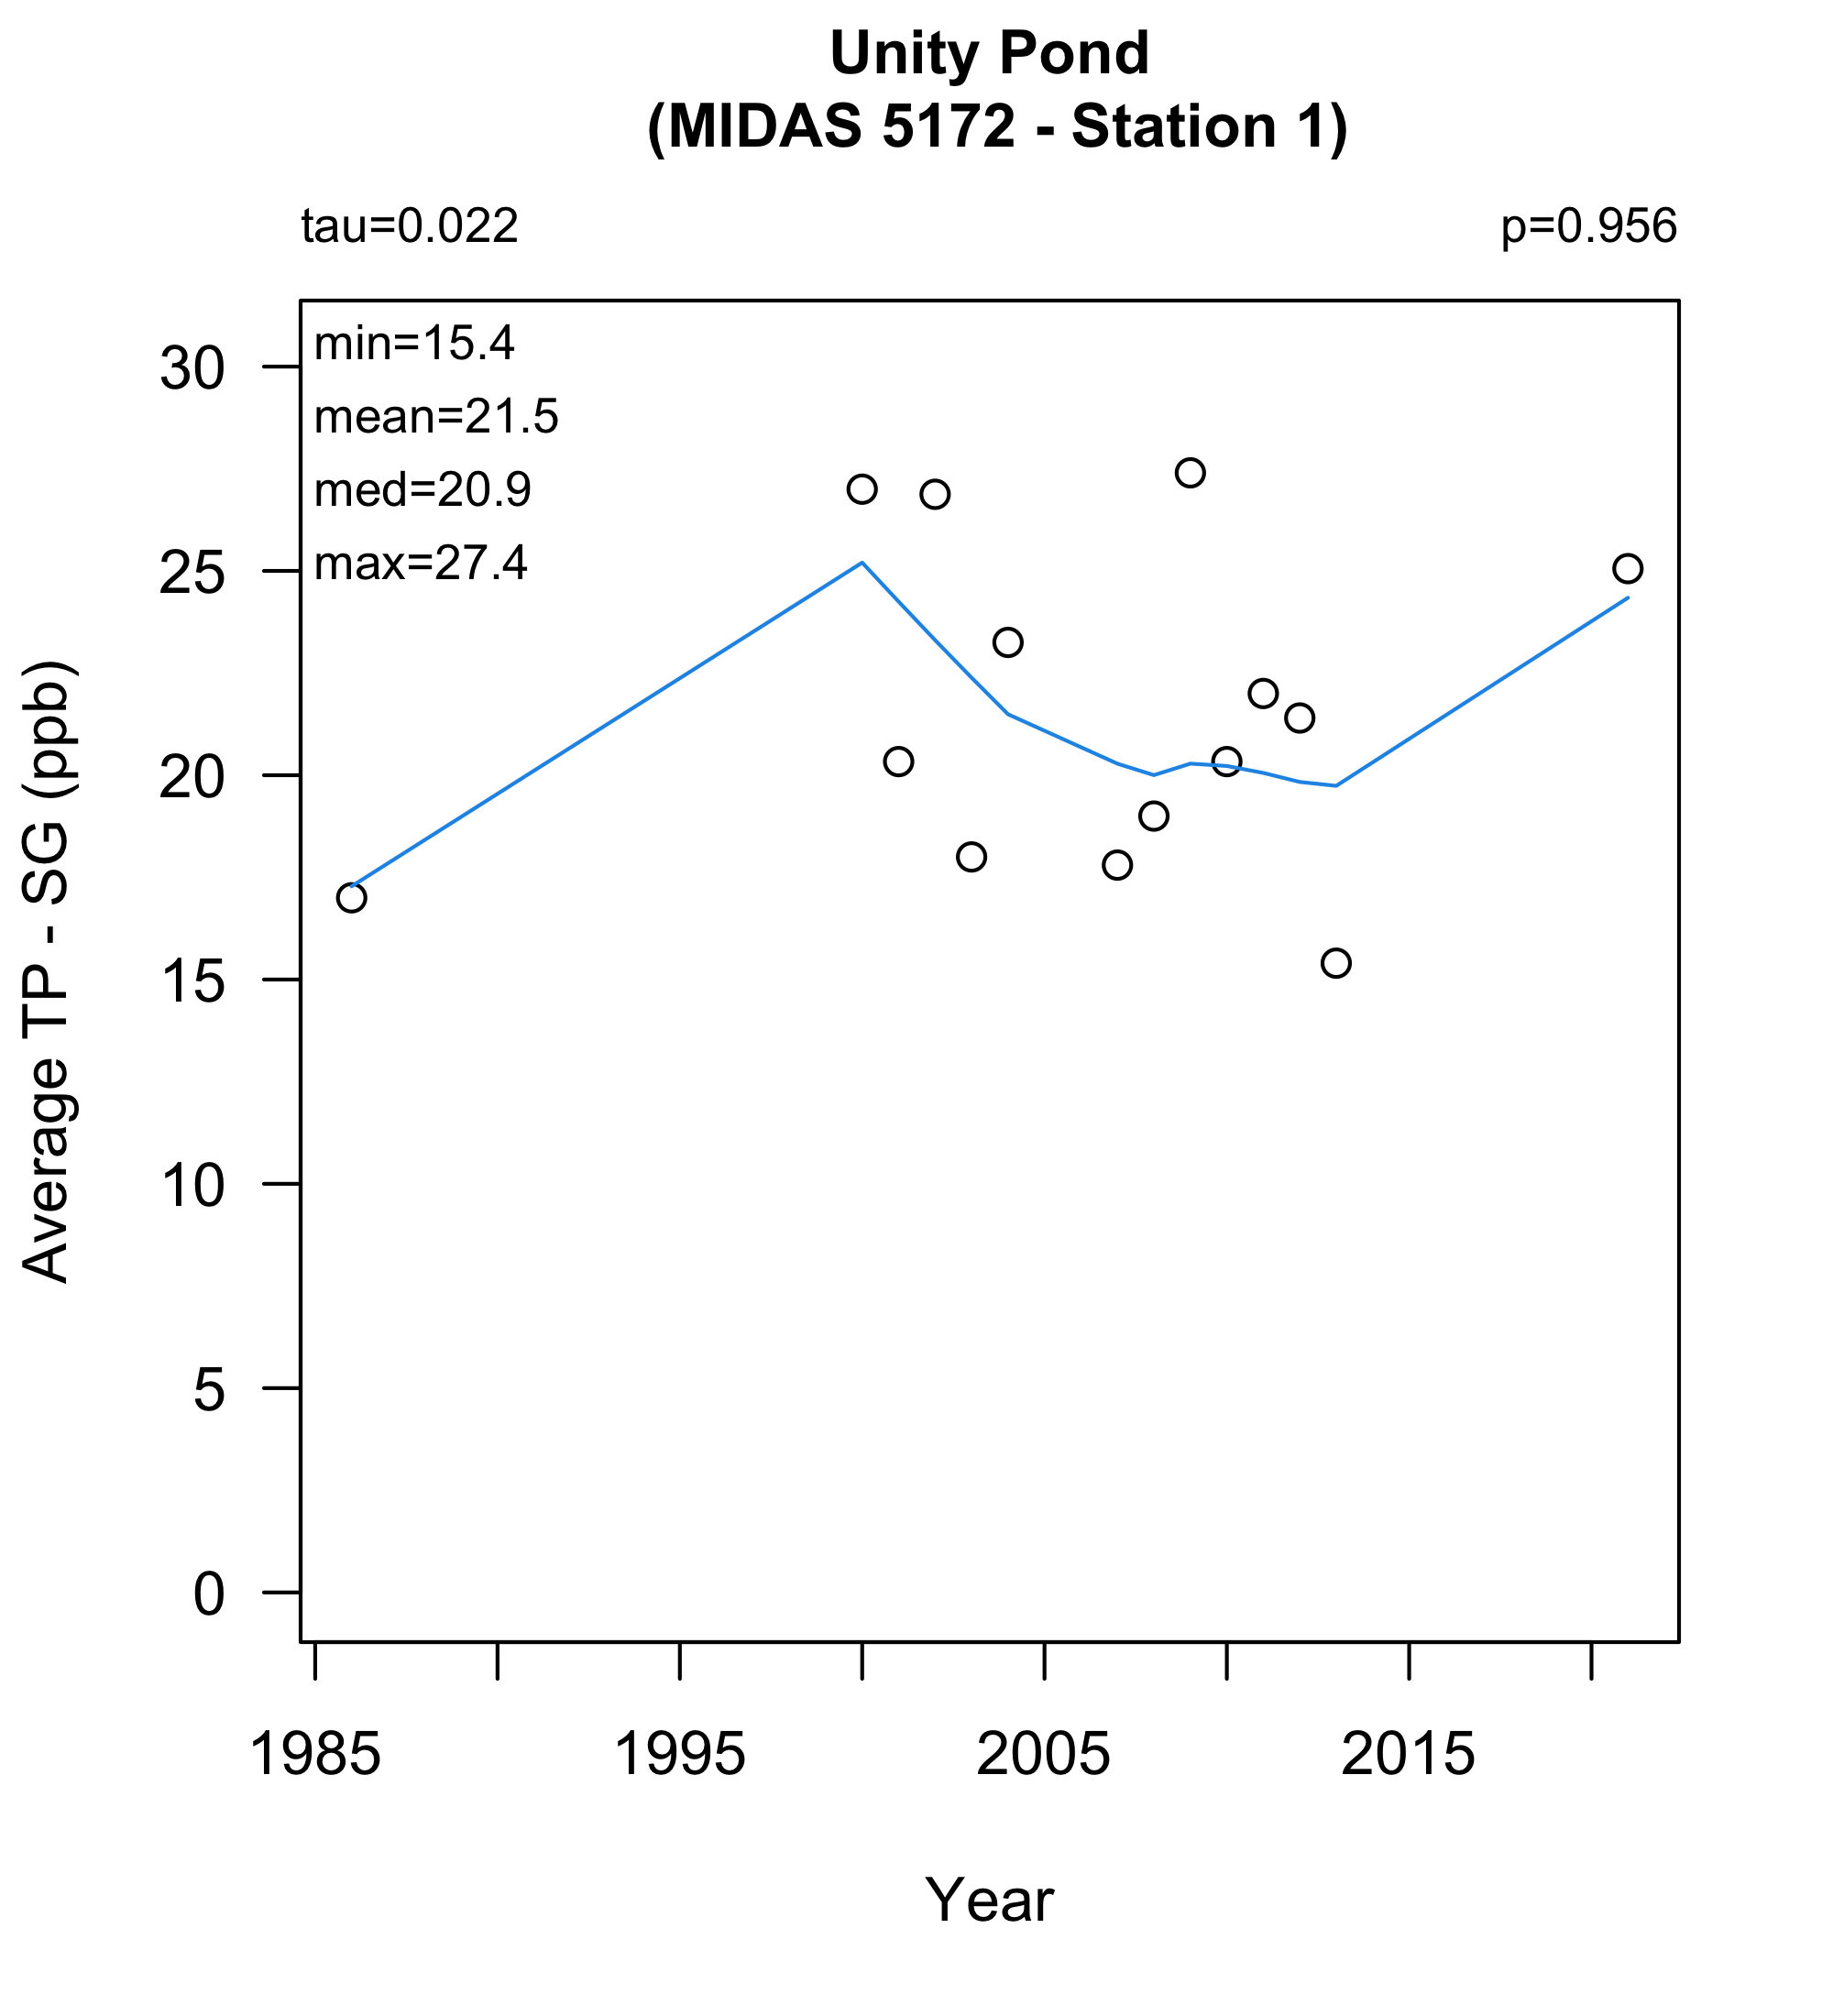 Unity Pond
(MIDAS 5172 - Station 1)
tau=0.022
p=0.956
min=15.4
mean=21.5
med=20.9
max=27.4
Average TP - SG (ppb)
30
25
20
15
10
5
0
1985
1995
2005
2015
Year